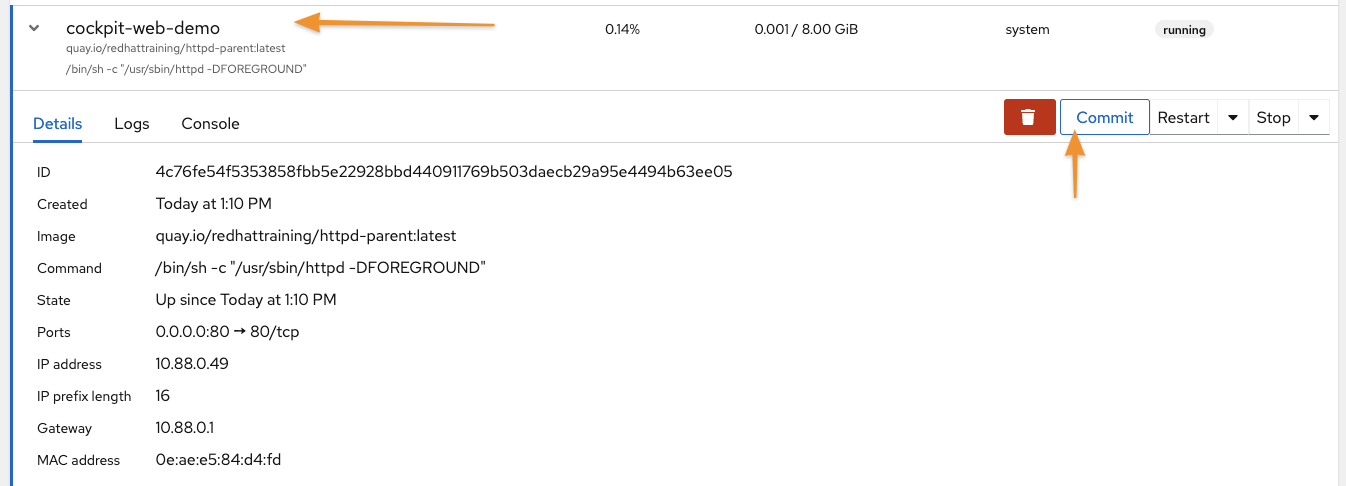 cockpit-web-demo 0.14% 0.001 / 8.00 GiB system running
quay.io/redhattraining/httpd-parent:latest
/bin/sh -c "/usr/sbin/httpd -DFOREGROUND"
Details Logs Console Commit Restart Stop
ID 4c76fe54f5353858fbb5e22928bbd440911769b503daecb29a95e4494b63ee05
Created Today at 1:10 PM
Image quay.io/redhattraining/httpd-parent:latest
Command /bin/sh -c "/usr/sbin/httpd -DFOREGROUND"
State Up since Today at 1:10 PM
Ports 0.0.0.0:80 → 80/tcp
IP address 10.88.0.49
IP prefix length 16
Gateway 10.88.0.1
MAC address 0e:ae:e5:84:d4:fd